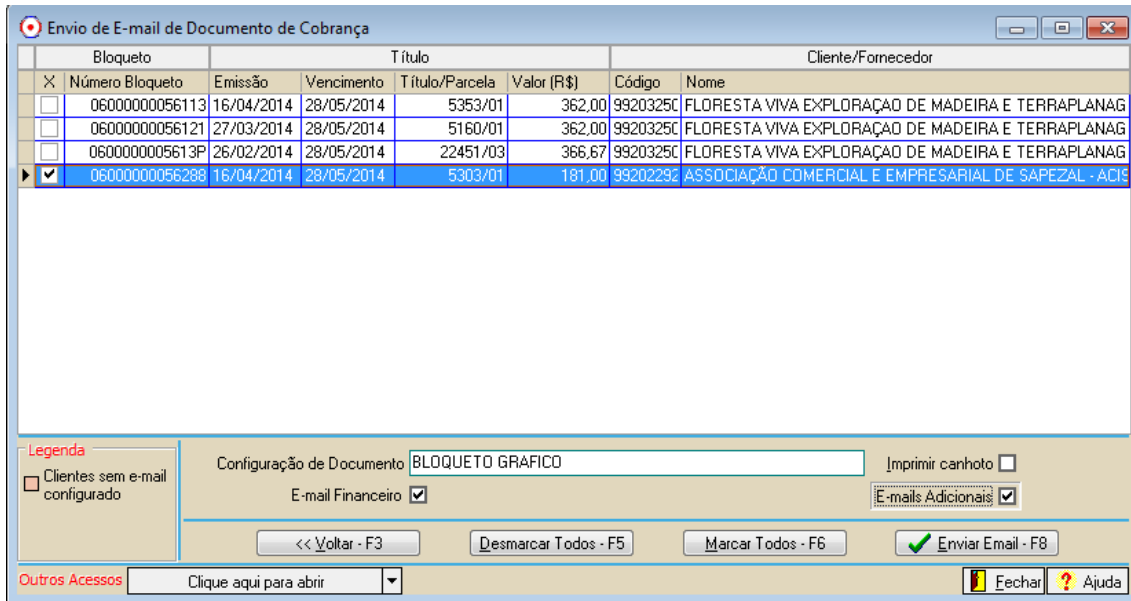 Envio de E-mail de Documento de Cobrança
Bloqueto Título Cliente/Fornecedor
X Número Bloqueto Emissão Vencimento Título/Parcela Valor (R$) Código Nome
06000000056113 16/04/2014 28/05/2014 5353/01 362,00 9920325C FLORESTA VIVA EXPLORAÇAO DE MADEIRA E TERRAPLANAG
06000000056121 27/03/2014 28/05/2014 5160/01 362,00 9920325C FLORESTA VIVA EXPLORAÇAO DE MADEIRA E TERRAPLANAG
0600000005613P 26/02/2014 28/05/2014 22451/03 366,67 9920325C FLORESTA VIVA EXPLORAÇAO DE MADEIRA E TERRAPLANAG
06000000056288 16/04/2014 28/05/2014 5303/01 181,00 99202292 ASSOCIAÇÃO COMERCIAL E EMPRESARIAL DE SAPEZAL - ACIS
Legenda
Clientes sem e-mail
configurado
Configuração de Documento BLOQUETO GRAFICO Imprimir canhoto
E-mail Financeiro E-mails Adicionais
<< Voltar - F3 Desmarcar Todos - F5 Marcar Todos - F6 Enviar Email - F8
Outros Acessos Clique aqui para abrir Fechar ? Ajuda